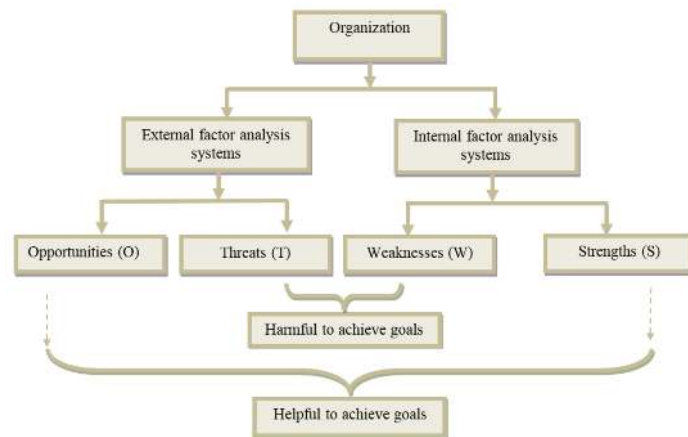 Organization
External factor analysis
systems
Internal factor analysis
systems
Opportunities (O)
Threats (T)
Weaknesses (W)
Strengths (S)
Harmful to achieve goals
Helpful to achieve goals